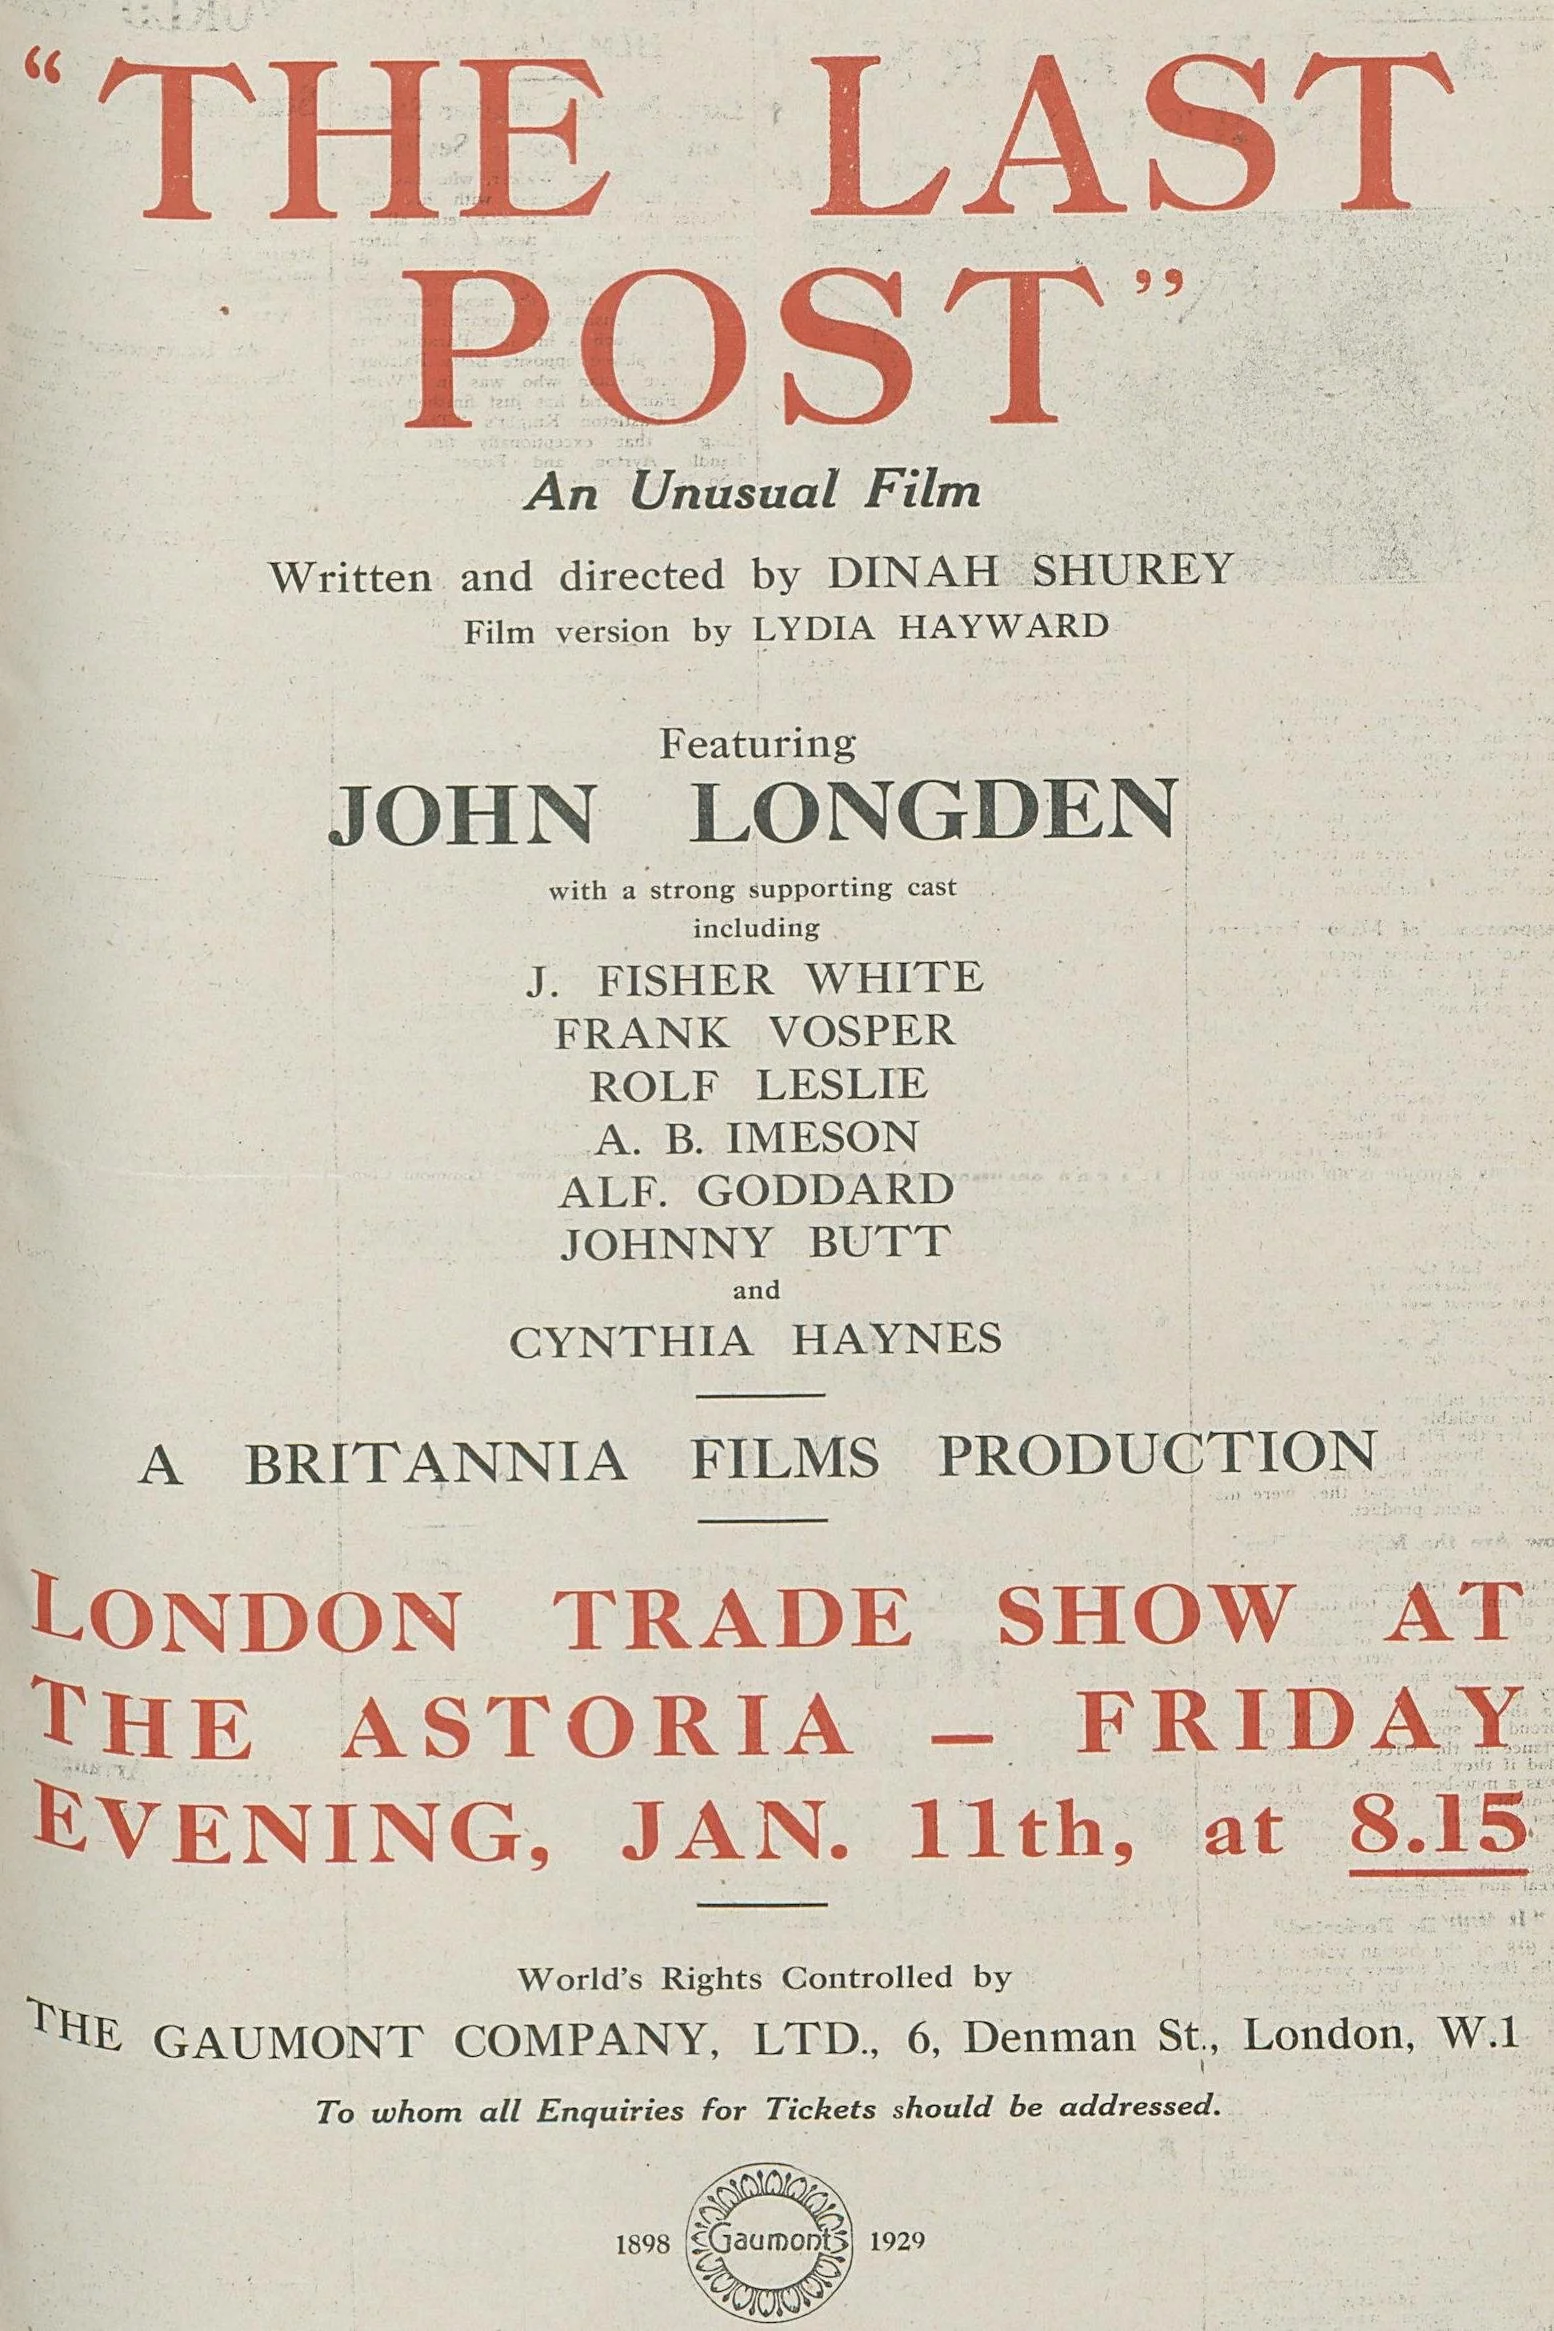 “THE LAST
POST”
An Unusual Film
Written and directed by DINAH SHUREY
Film version by LYDIA HAYWARD
Featuring
JOHN LONGDEN
with a strong supporting cast
including
J. FISHER WHITE
FRANK VOSPER
ROLF LESLIE
A. B. IMESON
ALF. GODDARD
JOHNNY BUTT
and
CYNTHIA HAYNES
A BRITANNIA FILMS PRODUCTION
LONDON TRADE SHOW AT
THE ASTORIA – FRIDAY
EVENING, JAN. 11th, at 8.15
World's Rights Controlled by
THE GAUMONT COMPANY, LTD., 6, Denman St., London, W.1
To whom all Enquiries for Tickets should be addressed.
1898 Gaumont 1929